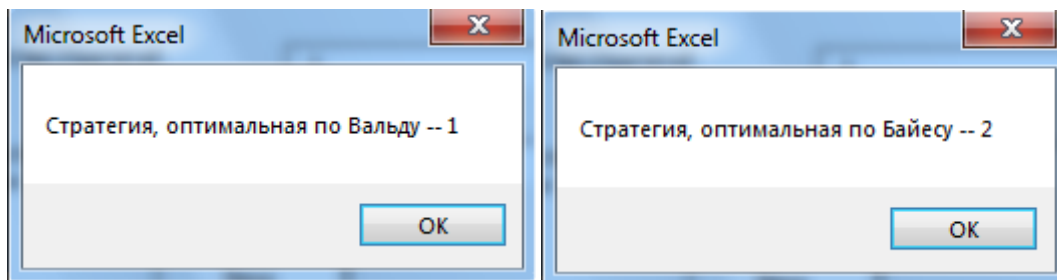 Microsoft Excel
Стратегия, оптимальная по Вальду -- 1
OK
Microsoft Excel
Стратегия, оптимальная по Байесу -- 2
OK